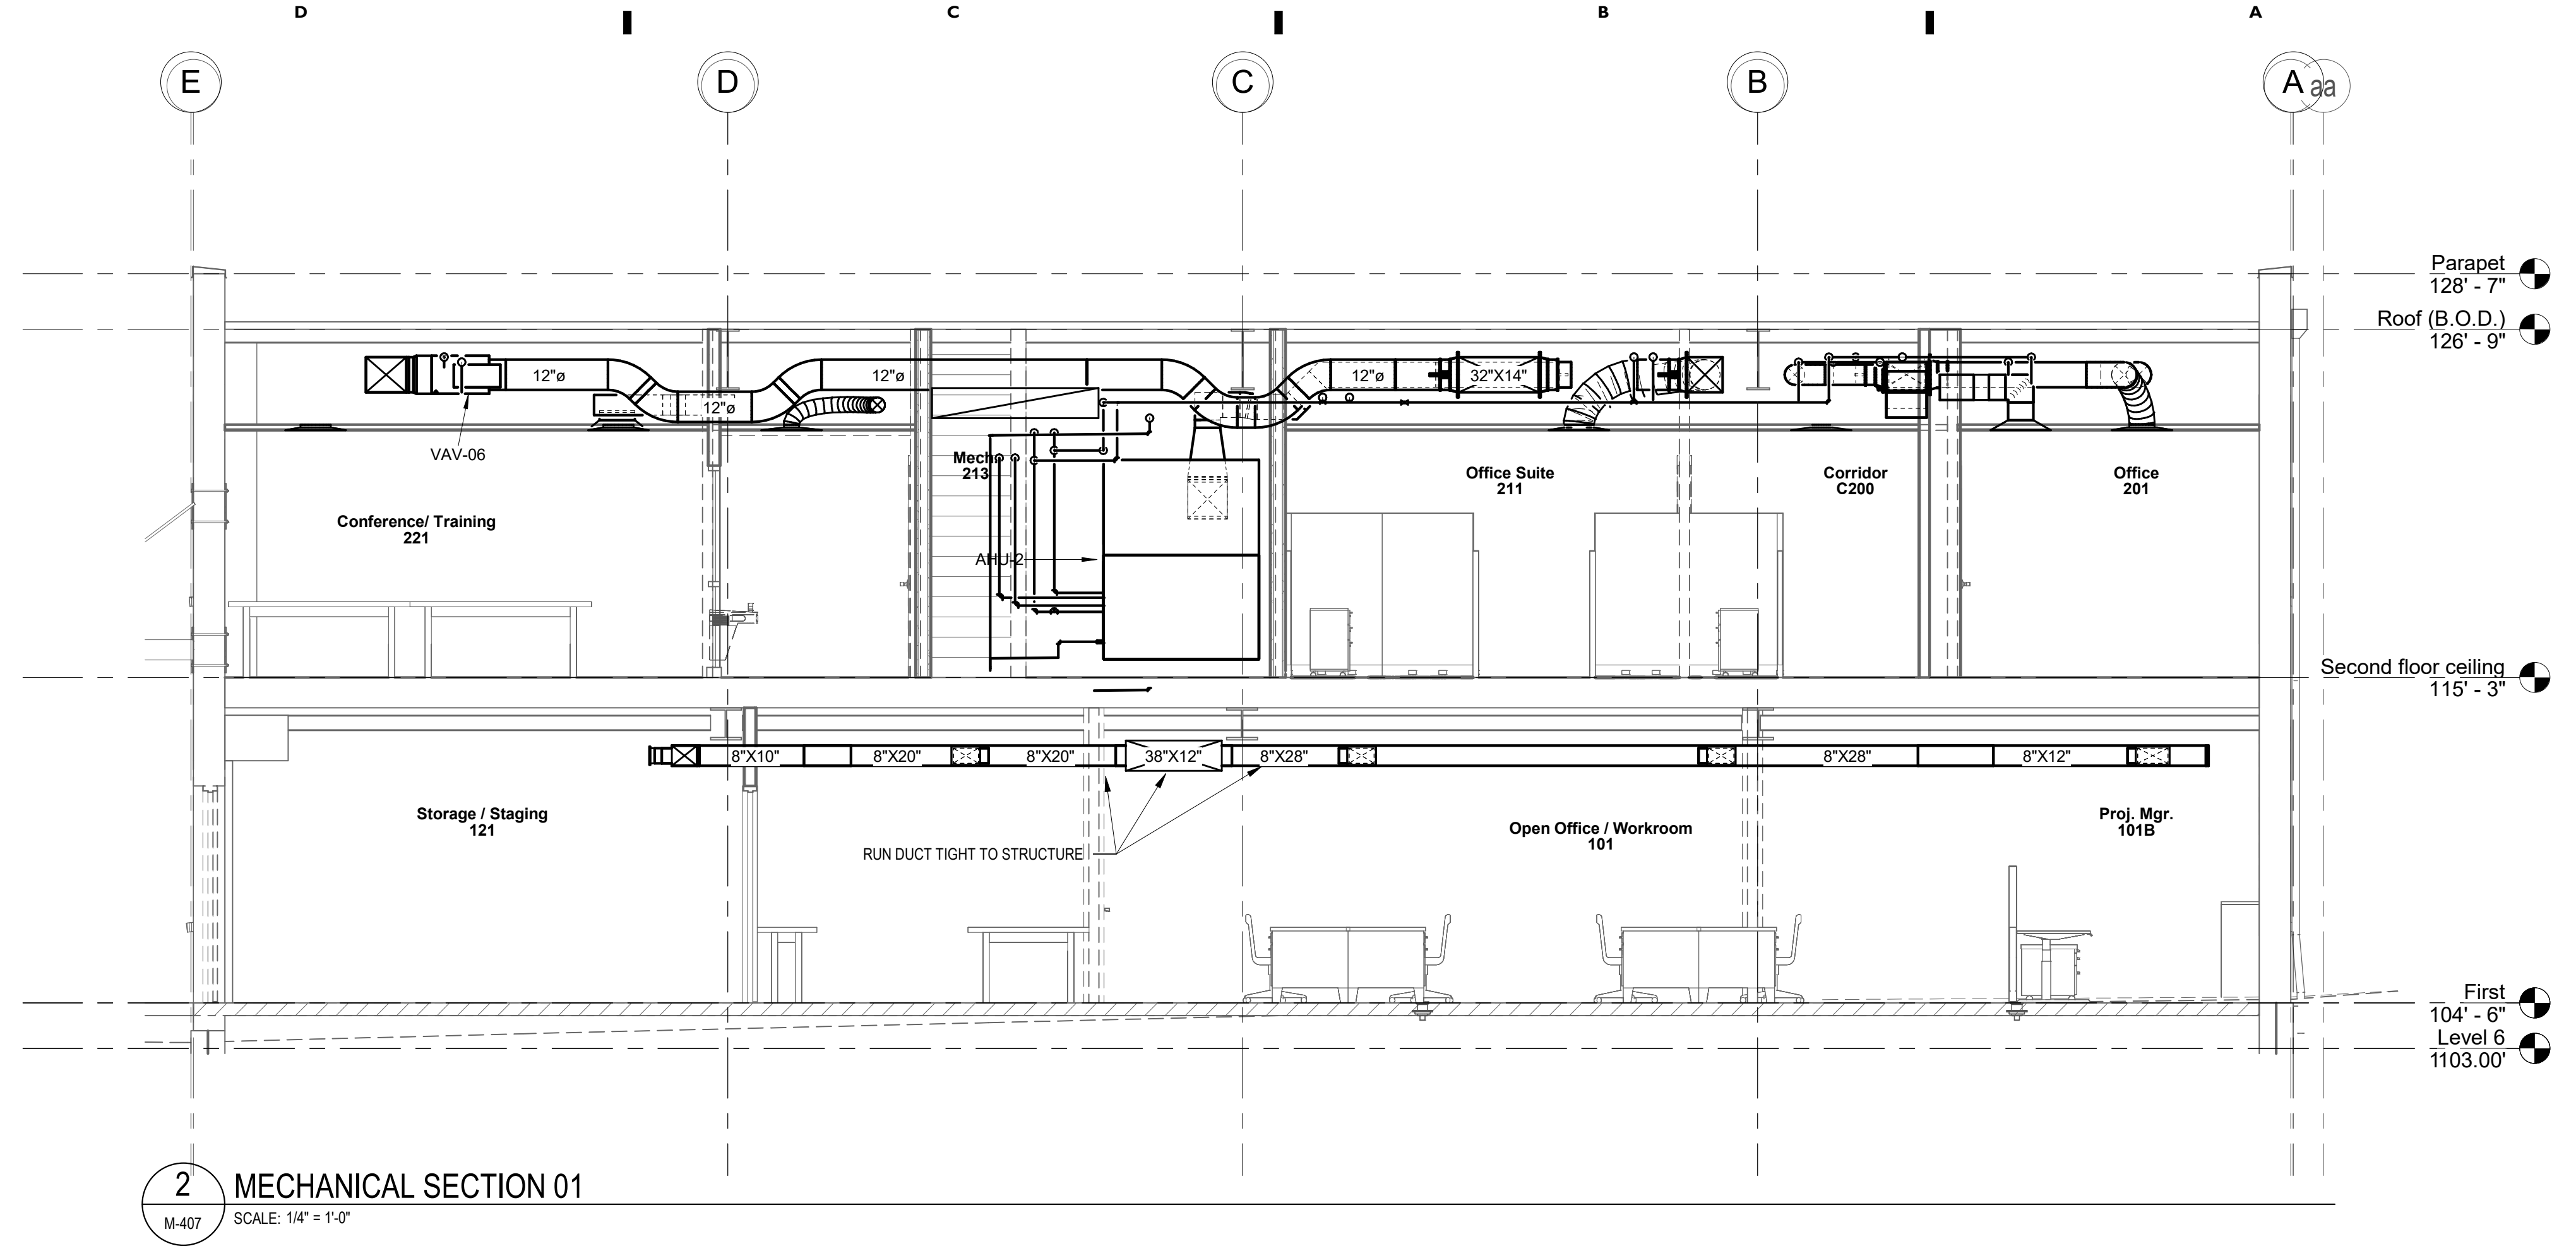 D C B A
E D C B A aa
Parapet
128' - 7"
Roof (B.O.D.)
126' - 9"
12"ø 12"ø 12"ø 12"ø 32"X14"
VAV-06
Mech.
213
Office Suite
211
Corridor
C200
Office
201
Conference/ Training
221
AHU-2
Second floor ceiling
115' - 3"
8"X10" 8"X20" 8"X20" 38"X12" 8"X28" 8"X28" 8"X12"
Storage / Staging
121
Open Office / Workroom
101
Proj. Mgr.
101B
RUN DUCT TIGHT TO STRUCTURE
First
104' - 6"
Level 6
1103.00'
2
M-407
MECHANICAL SECTION 01
SCALE: 1/4" = 1'-0"